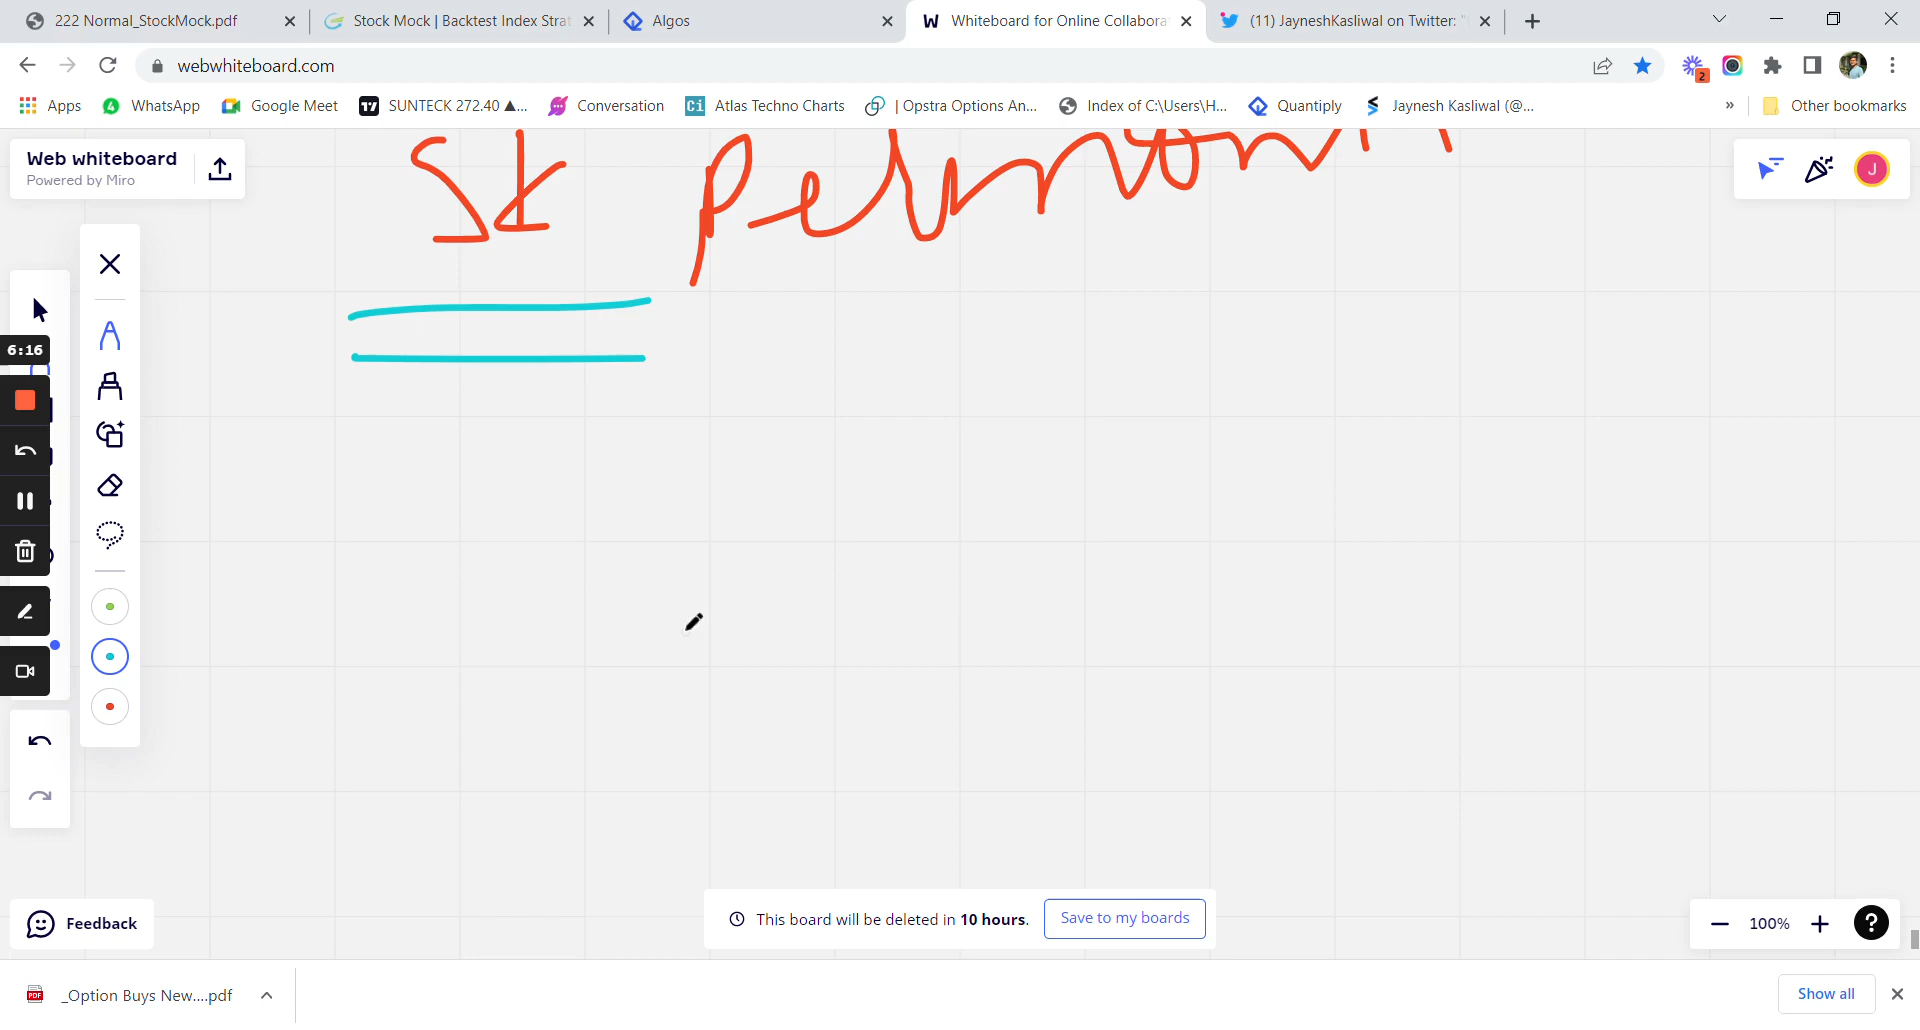 222 Normal_StockMock.pdf
Stock Mock | Backtest Index Strat
Algos
Whiteboard for Online Collabora
(11) JayneshKasliwal on Twitter: "
webwhiteboard.com
2
Apps
WhatsApp
Google Meet
SUNTECK 272.40 ▲...
Conversation
Atlas Techno Charts
| Opstra Options An...
Index of C:\Users\H...
Quantiply
Jaynesh Kasliwal (@...
»
Other bookmarks
Web whiteboard
Powered by Miro
J
5k
6:16
Feedback
This board will be deleted in 10 hours.
Save to my boards
100%
?
_Option Buys New....pdf
Show all